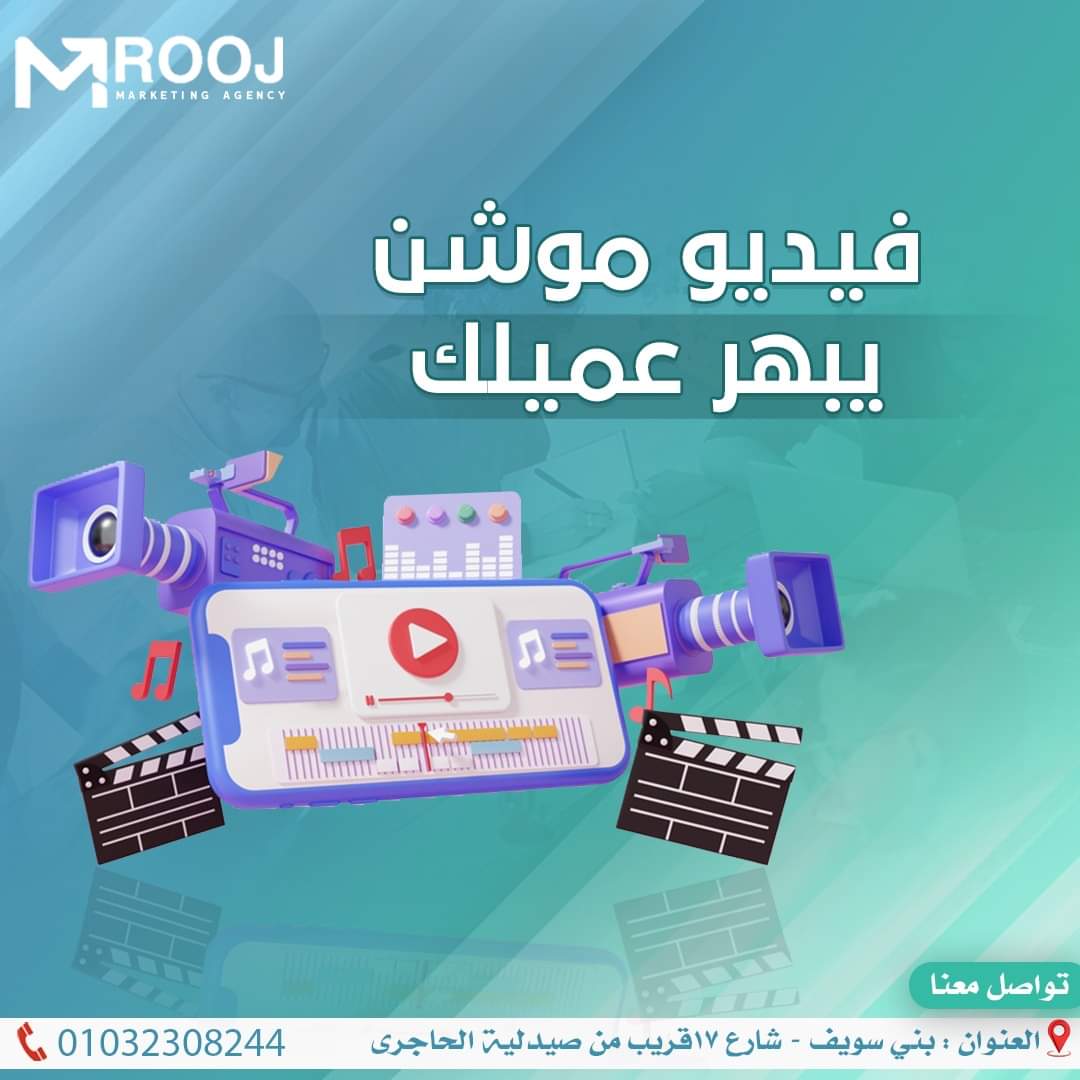 MROOJ
MARKETING AGENCY
فيديو موشن
يبهر عميلك
تواصل معنا
العنوان : بني سويف - شارع ١٧قريب من صيدلية الحاجرى
01032308244